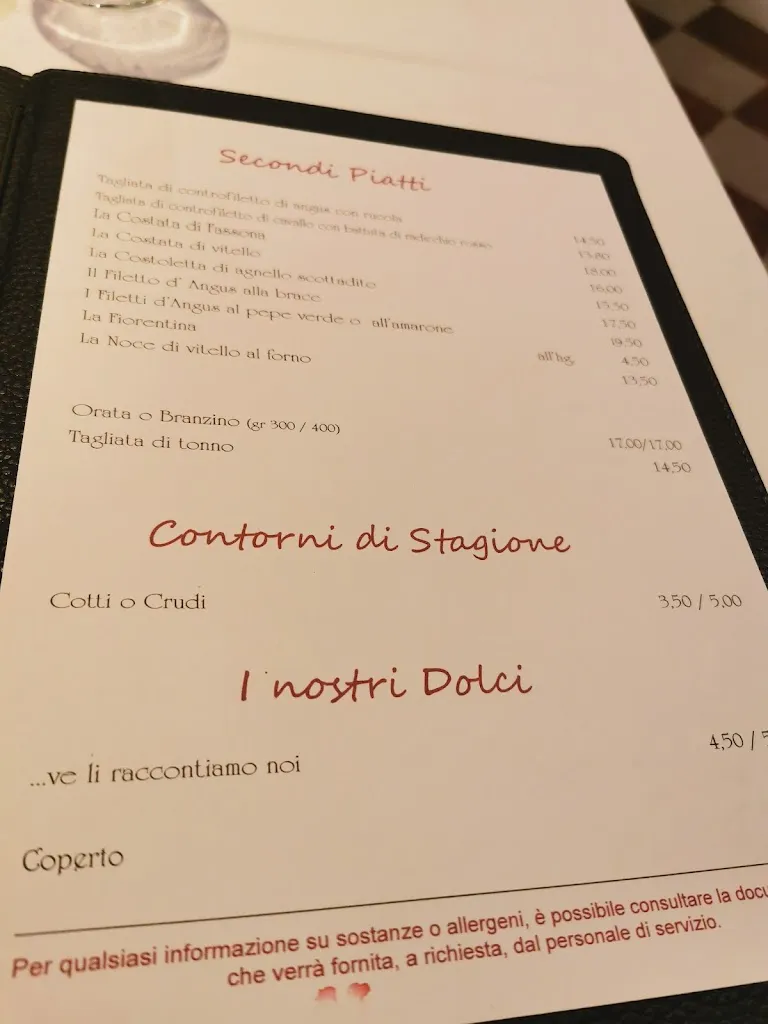 Secondi Piatti
Tagliata di controfiletto di angus con rucola 14,50
Tagliata di controfiletto di cavallo con battuta di radicchio rosso 15,80
La Costata di Fassona 18,00
La Costata di vitello 16,00
La Costoletta di agnello scottadito 15,50
Il Filetto d' Angus alla brace 17,50
I Filetti d'Angus al pepe verde o all'amarone 19,50
La Fiorentina all'hg. 4,50
La Noce di vitello al forno 13,50
Orata o Branzino (gr 300 / 400) 17,00/17,00
Tagliata di tonno 14,50
Contorni di Stagione
Cotti o Crudi 3,50 / 5,00
I nostri Dolci
...ve li raccontiamo noi 4,50 / 5
Coperto
Per qualsiasi informazione su sostanze o allergeni, è possibile consultare la docu
che verrà fornita, a richiesta, dal personale di servizio.